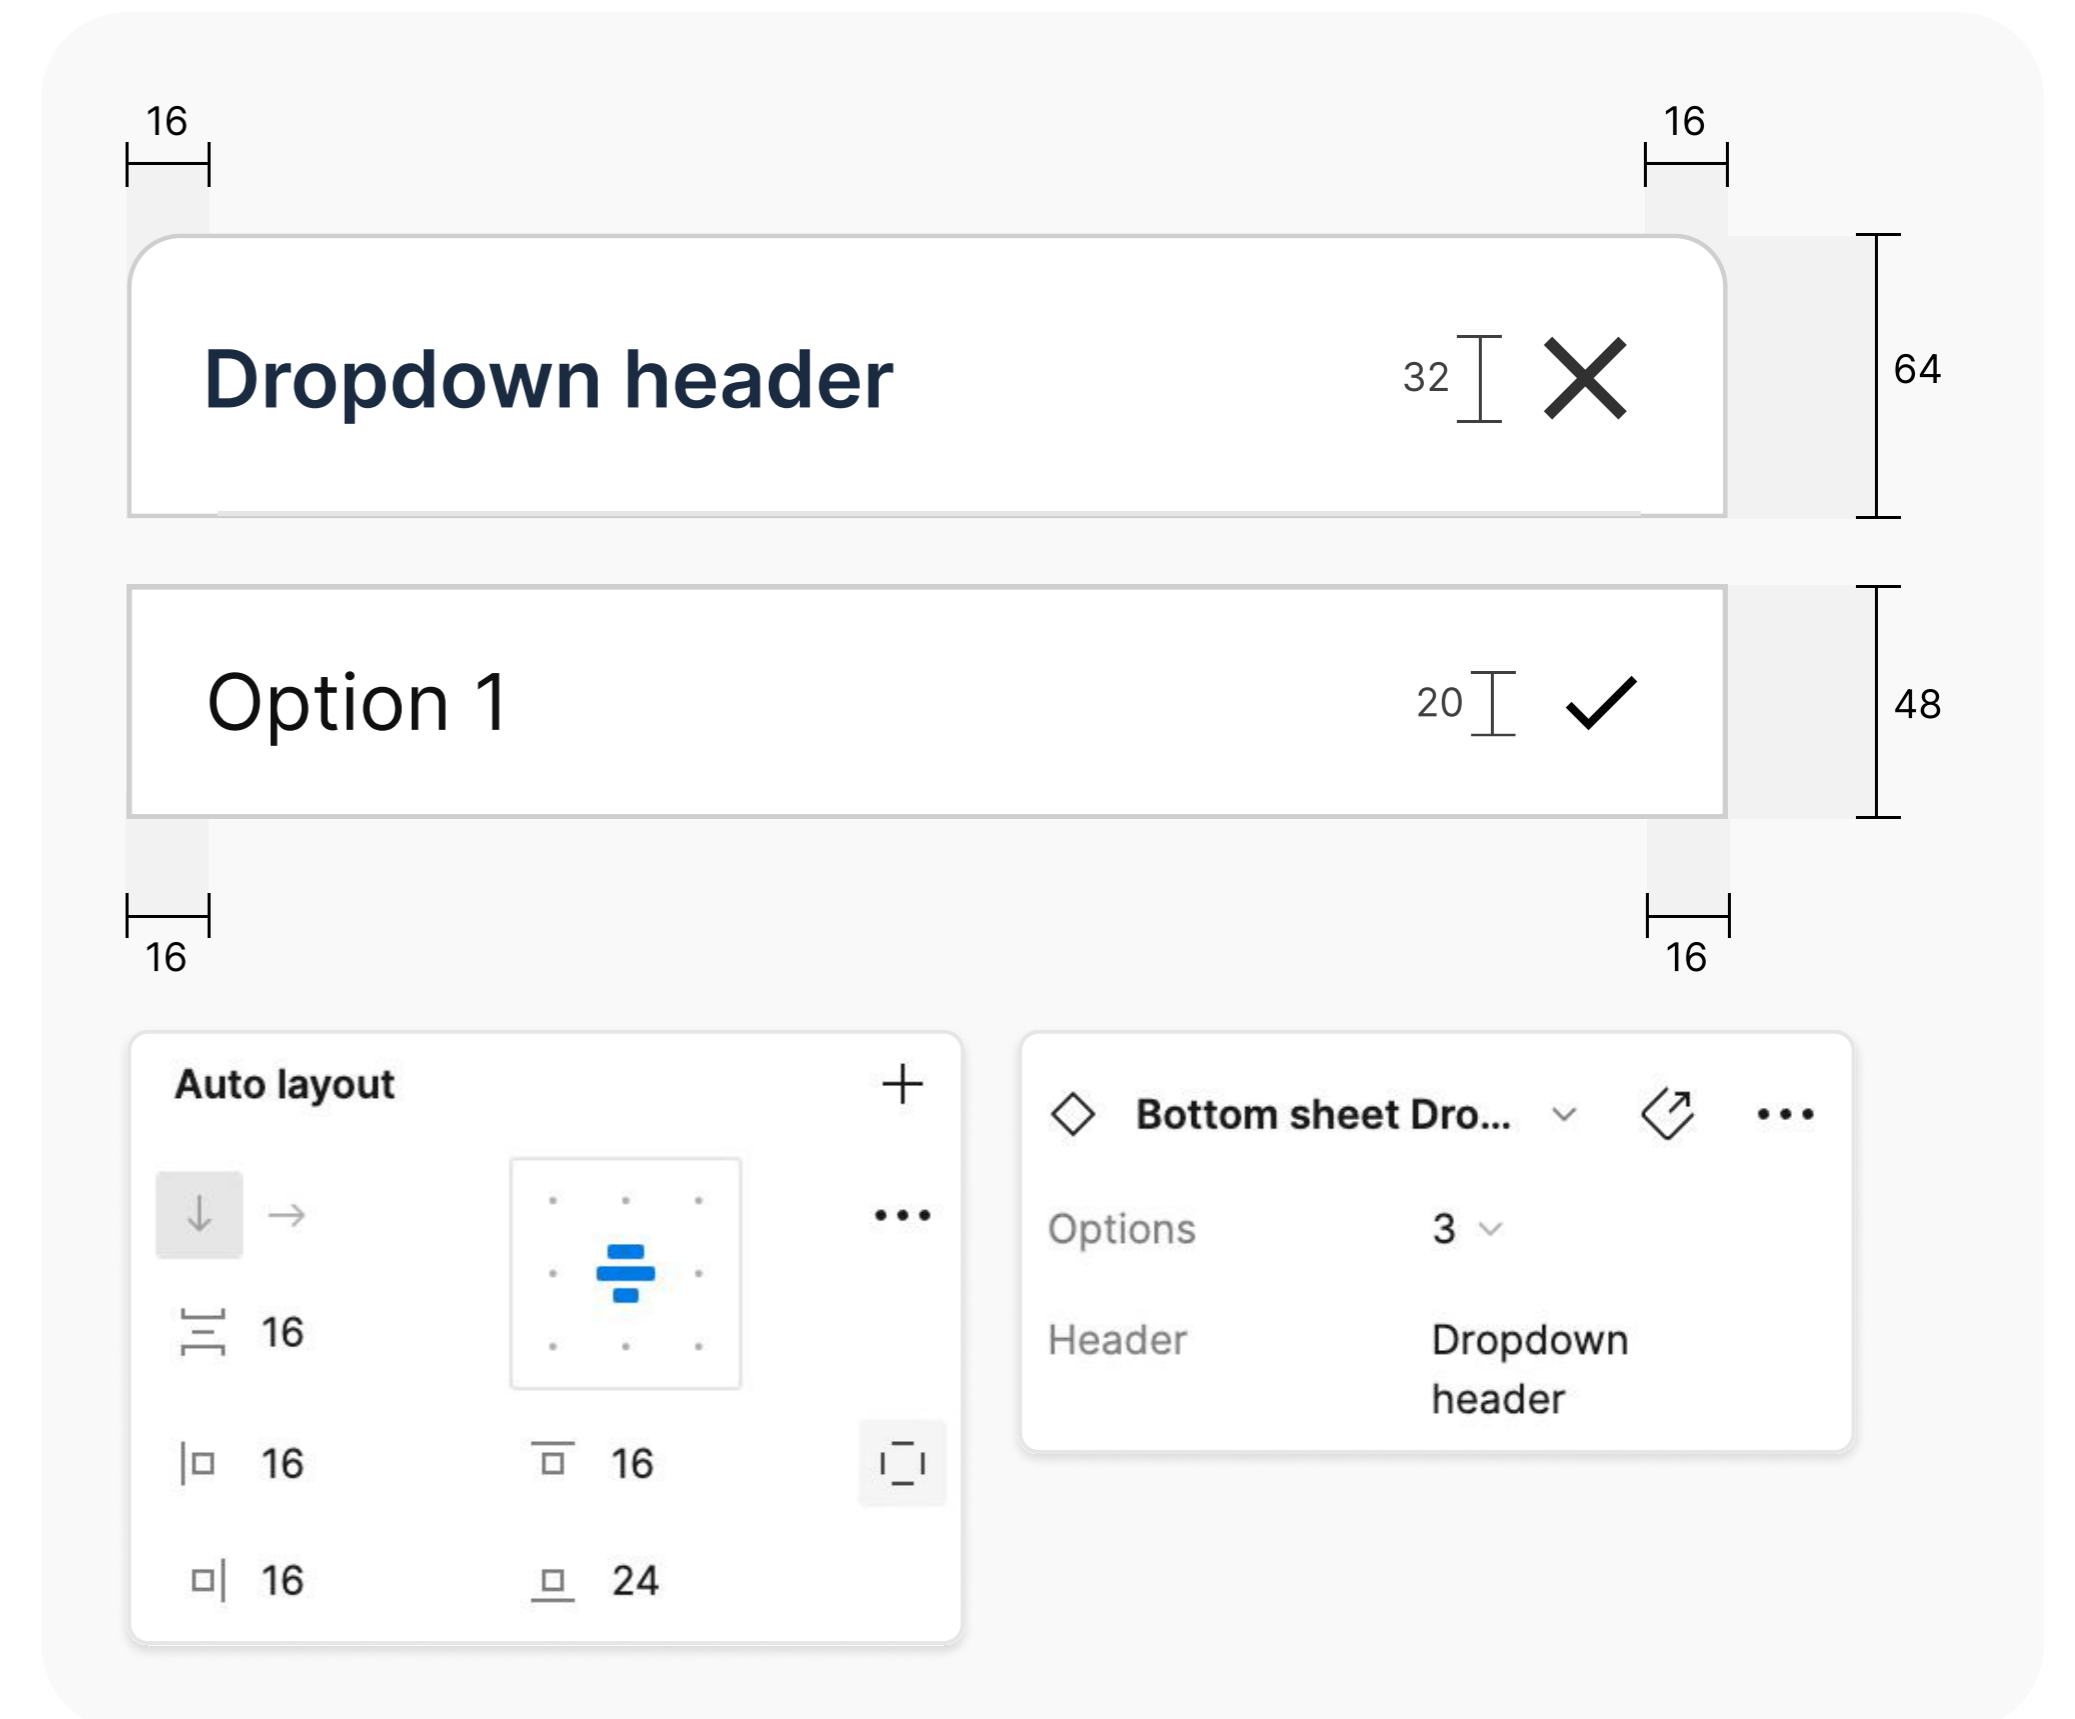 16
16
Dropdown header
32
64
Option 1
20
48
16
16
Auto layout
16
16
16
16
24
Bottom sheet Dro...
Options
3
Header
Dropdown
header